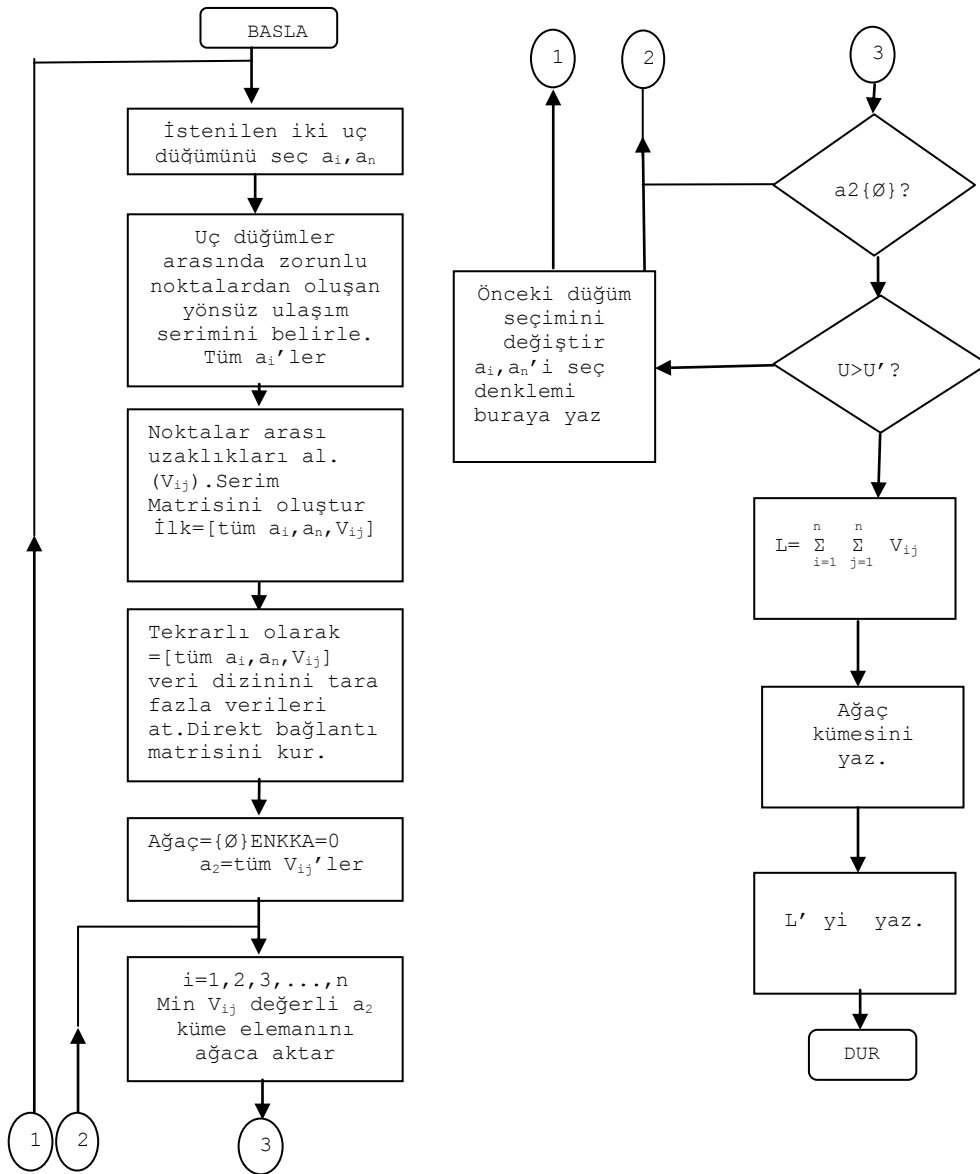 BASLA
İstenilen iki uç
düğümünü seç aᵢ,aₙ
Uç düğümler
arasında zorunlu
noktalardan oluşan
yönsüz ulaşım
serimini belirle.
Tüm aᵢ’ler
Noktalar arası
uzaklıkları al.
(Vᵢⱼ).Serim
Matrisini oluştur
İlk=[tüm aᵢ,aₙ,Vᵢⱼ]
Tekrarlı olarak
=[tüm aᵢ,aₙ,Vᵢⱼ]
veri dizinini tara
fazla verileri
at.Direkt bağlantı
matrisini kur.
Ağaç={Ø}ENKKA=0
a₂=tüm Vᵢⱼ’ler
i=1,2,3,...,n
Min Vᵢⱼ değerli a₂
küme elemanını
ağaca aktar
1
2
3
1
2
3
a2{Ø}?
Önceki düğüm
seçimini
değiştir
aᵢ,aₙ’i seç
denklemi
buraya yaz
U>U’?
n n
L= Σ Σ Vᵢⱼ
i=1 j=1
Ağaç
kümesini
yaz.
L’ yi yaz.
DUR